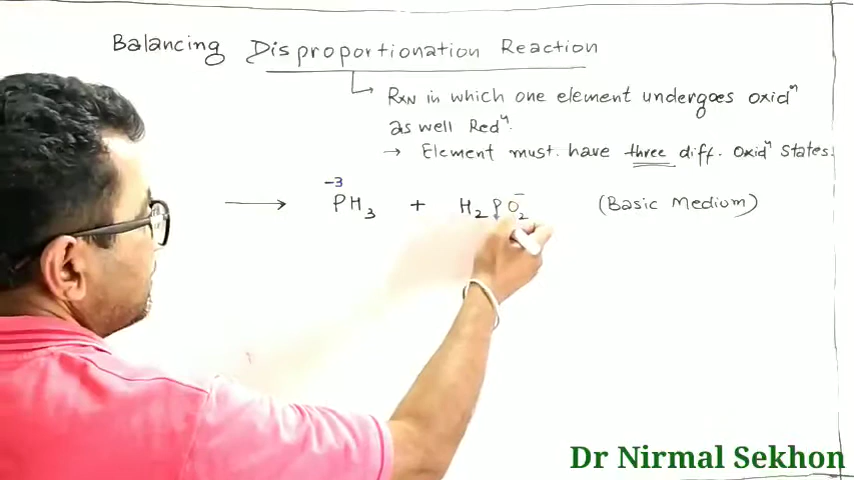 Balancing Disproportionation Reaction
→ Rxn in which one element undergoes Oxidⁿ
as well Redⁿ.
→ Element must have three diff. Oxidⁿ States.
-3
⟶ PH₃ + H₂PO₂⁻ (Basic Medium)
Dr Nirmal Sekhon